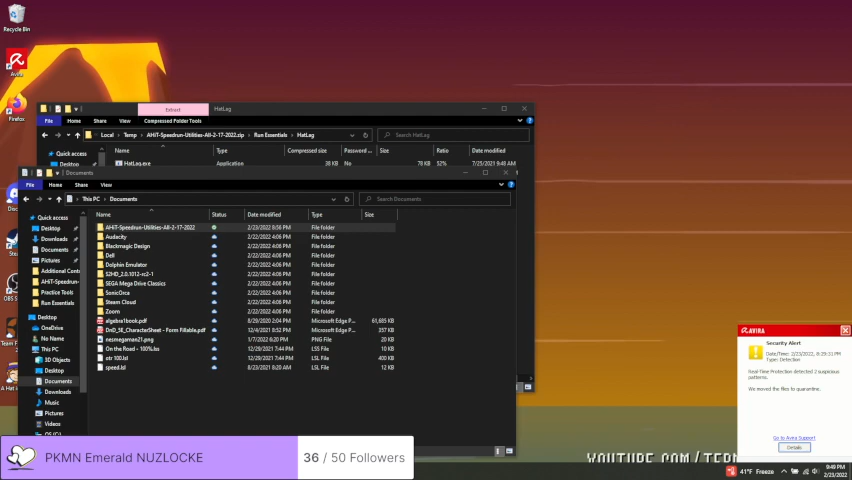 Recycle Bin
Avira
Firefox
Extract
HatLag
File Home Share View Compressed Folder Tools
Local Temp AHiT-Speedrun-Utilities-All-2-17-2022.zip Run Essentials HatLag
Search HatLag
Quick access
Desktop
Name Type Compressed size Password ... Size Ratio Date modified
HatLag.exe Application 38 KB No 78 KB 52% 7/25/2021 9:48 AM
Documents
File Home Share View
This PC Documents
Search Documents
Name Status Date modified Type Size
AHiT-Speedrun-Utilities-All-2-17-2022 2/23/2022 8:36 PM File folder
Audacity 2/22/2022 4:06 PM File folder
Blackmagic Design 2/22/2022 4:06 PM File folder
Dell 2/22/2022 4:06 PM File folder
Dolphin Emulator 2/22/2022 4:06 PM File folder
S2HD_2.0.1012-rc2-1 2/22/2022 4:06 PM File folder
SEGA Mega Drive Classics 2/22/2022 4:06 PM File folder
SonicOrca 2/22/2022 4:06 PM File folder
Steam Cloud 2/22/2022 4:06 PM File folder
Zoom 2/22/2022 4:06 PM File folder
algebra1book.pdf 8/29/2020 2:04 PM Microsoft Edge P... 61,685 KB
DnD_5E_CharacterSheet - Form Fillable.pdf 12/4/2021 8:52 PM Microsoft Edge P... 357 KB
nesmegaman21.png 1/7/2022 6:20 PM PNG File 20 KB
On the Road - 100%.lss 12/29/2021 7:44 PM LSS File 10 KB
etr 100.lsl 12/29/2021 7:44 PM LSL File 400 KB
speed.lsl 8/23/2021 8:20 AM LSL File 12 KB
Quick access
Desktop
Downloads
Documents
Pictures
Additional Cont
AHiT-Speedrun-
Practice Tools
Run Essentials
Desktop
OneDrive
No Name
This PC
3D Objects
Desktop
Documents
Downloads
Music
Pictures
Videos
OS (C:)
Disc
Stea
OBS S
Team F
A Hat i
AVIRA
Security Alert
Date/Time: 2/23/2022, 8:29:33 PM
Type: Detection
Real-Time Protection detected 2 suspicious
patterns.
We moved the files to quarantine.
Go to Avira Support
Details
PKMN Emerald NUZLOCKE
36 / 50 Followers
YOUTUBE.COM/TERM
41°F Freeze
9:49 PM
2/23/2022